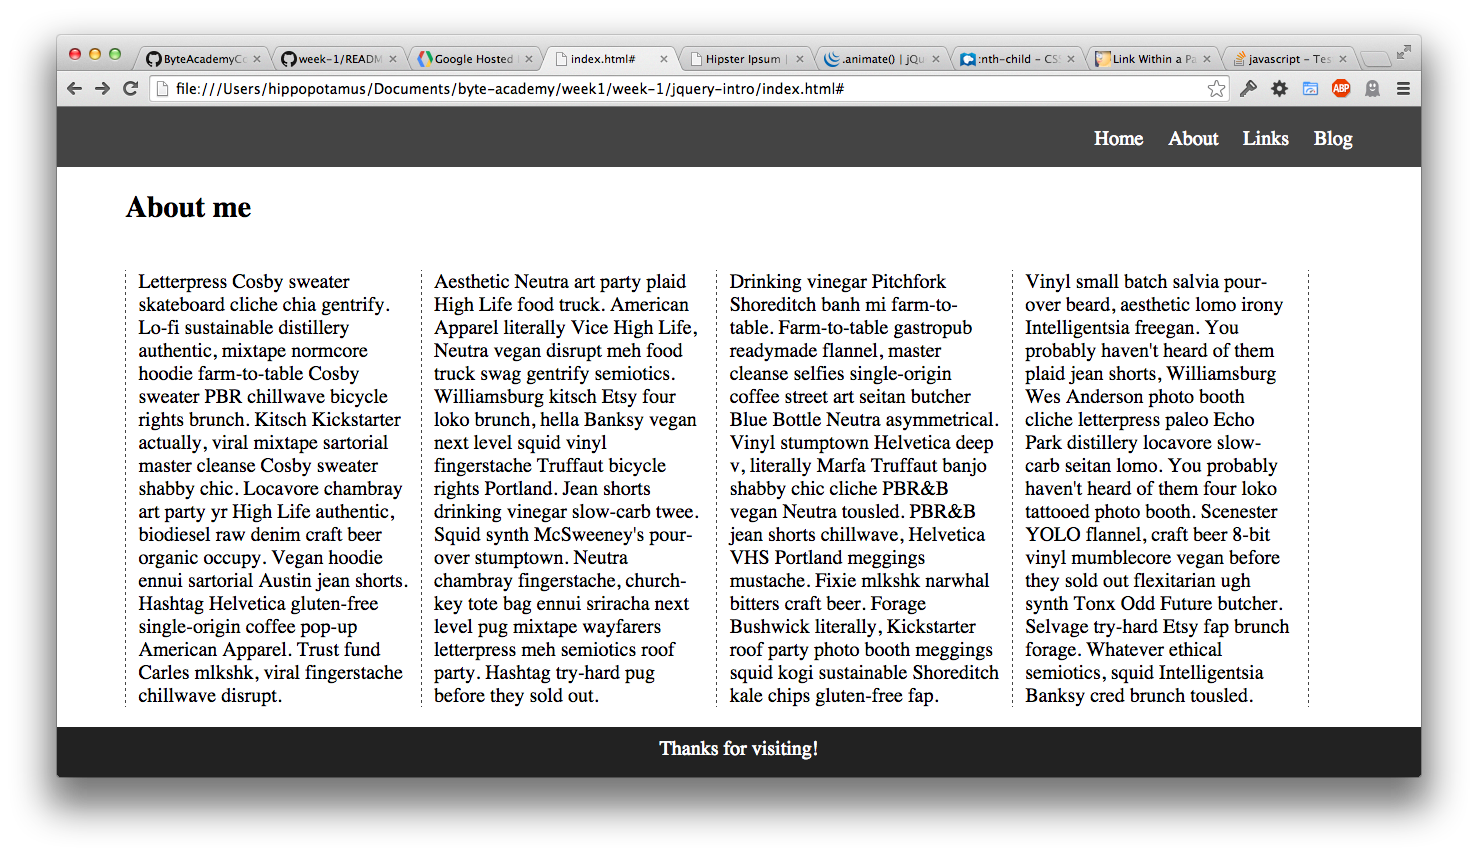 ByteAcademyCo
week-1/READM
Google Hosted
index.html#
Hipster Ipsum |
.animate() | jQu
:nth-child - CSS
Link Within a Pa
javascript - Tes
file:///Users/hippopotamus/Documents/byte-academy/week1/week-1/jquery-intro/index.html#
ABP
Home About Links Blog
About me
Letterpress Cosby sweater
skateboard cliche chia gentrify.
Lo-fi sustainable distillery
authentic, mixtape normcore
hoodie farm-to-table Cosby
sweater PBR chillwave bicycle
rights brunch. Kitsch Kickstarter
actually, viral mixtape sartorial
master cleanse Cosby sweater
shabby chic. Locavore chambray
art party yr High Life authentic,
biodiesel raw denim craft beer
organic occupy. Vegan hoodie
ennui sartorial Austin jean shorts.
Hashtag Helvetica gluten-free
single-origin coffee pop-up
American Apparel. Trust fund
Carles mlkshk, viral fingerstache
chillwave disrupt.
Aesthetic Neutra art party plaid
High Life food truck. American
Apparel literally Vice High Life,
Neutra vegan disrupt meh food
truck swag gentrify semiotics.
Williamsburg kitsch Etsy four
loko brunch, hella Banksy vegan
next level squid vinyl
fingerstache Truffaut bicycle
rights Portland. Jean shorts
drinking vinegar slow-carb twee.
Squid synth McSweeney's pour-
over stumptown. Neutra
chambray fingerstache, church-
key tote bag ennui sriracha next
level pug mixtape wayfarers
letterpress meh semiotics roof
party. Hashtag try-hard pug
before they sold out.
Drinking vinegar Pitchfork
Shoreditch banh mi farm-to-
table. Farm-to-table gastropub
readymade flannel, master
cleanse selfies single-origin
coffee street art seitan butcher
Blue Bottle Neutra asymmetrical.
Vinyl stumptown Helvetica deep
v, literally Marfa Truffaut banjo
shabby chic cliche PBR&B
vegan Neutra tousled. PBR&B
jean shorts chillwave, Helvetica
VHS Portland meggings
mustache. Fixie mlkshk narwhal
bitters craft beer. Forage
Bushwick literally, Kickstarter
roof party photo booth meggings
squid kogi sustainable Shoreditch
kale chips gluten-free fap.
Vinyl small batch salvia pour-
over beard, aesthetic lomo irony
Intelligentsia freegan. You
probably haven't heard of them
plaid jean shorts, Williamsburg
Wes Anderson photo booth
cliche letterpress paleo Echo
Park distillery locavore slow-
carb seitan lomo. You probably
haven't heard of them four loko
tattooed photo booth. Scenester
YOLO flannel, craft beer 8-bit
vinyl mumblecore vegan before
they sold out flexitarian ugh
synth Tonx Odd Future butcher.
Selvage try-hard Etsy fap brunch
forage. Whatever ethical
semiotics, squid Intelligentsia
Banksy cred brunch tousled.
Thanks for visiting!